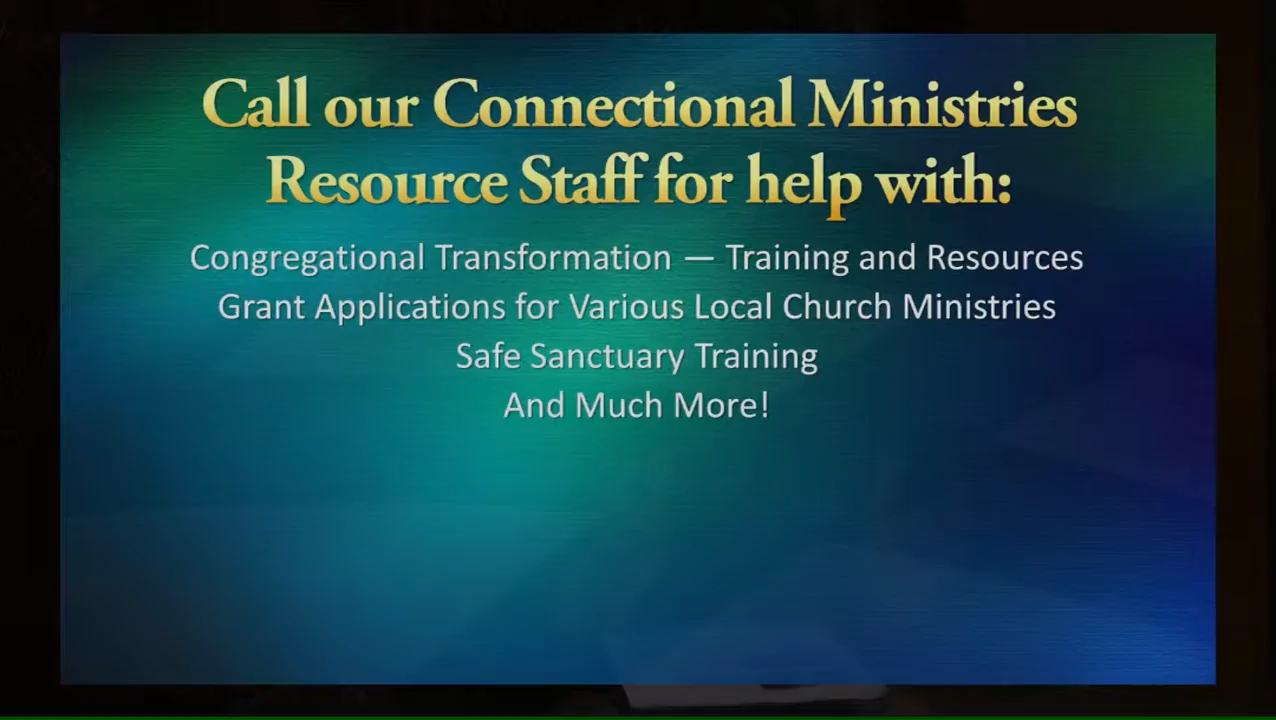 Call our Connectional Ministries
Resource Staff for help with:
Congregational Transformation — Training and Resources
Grant Applications for Various Local Church Ministries
Safe Sanctuary Training
And Much More!